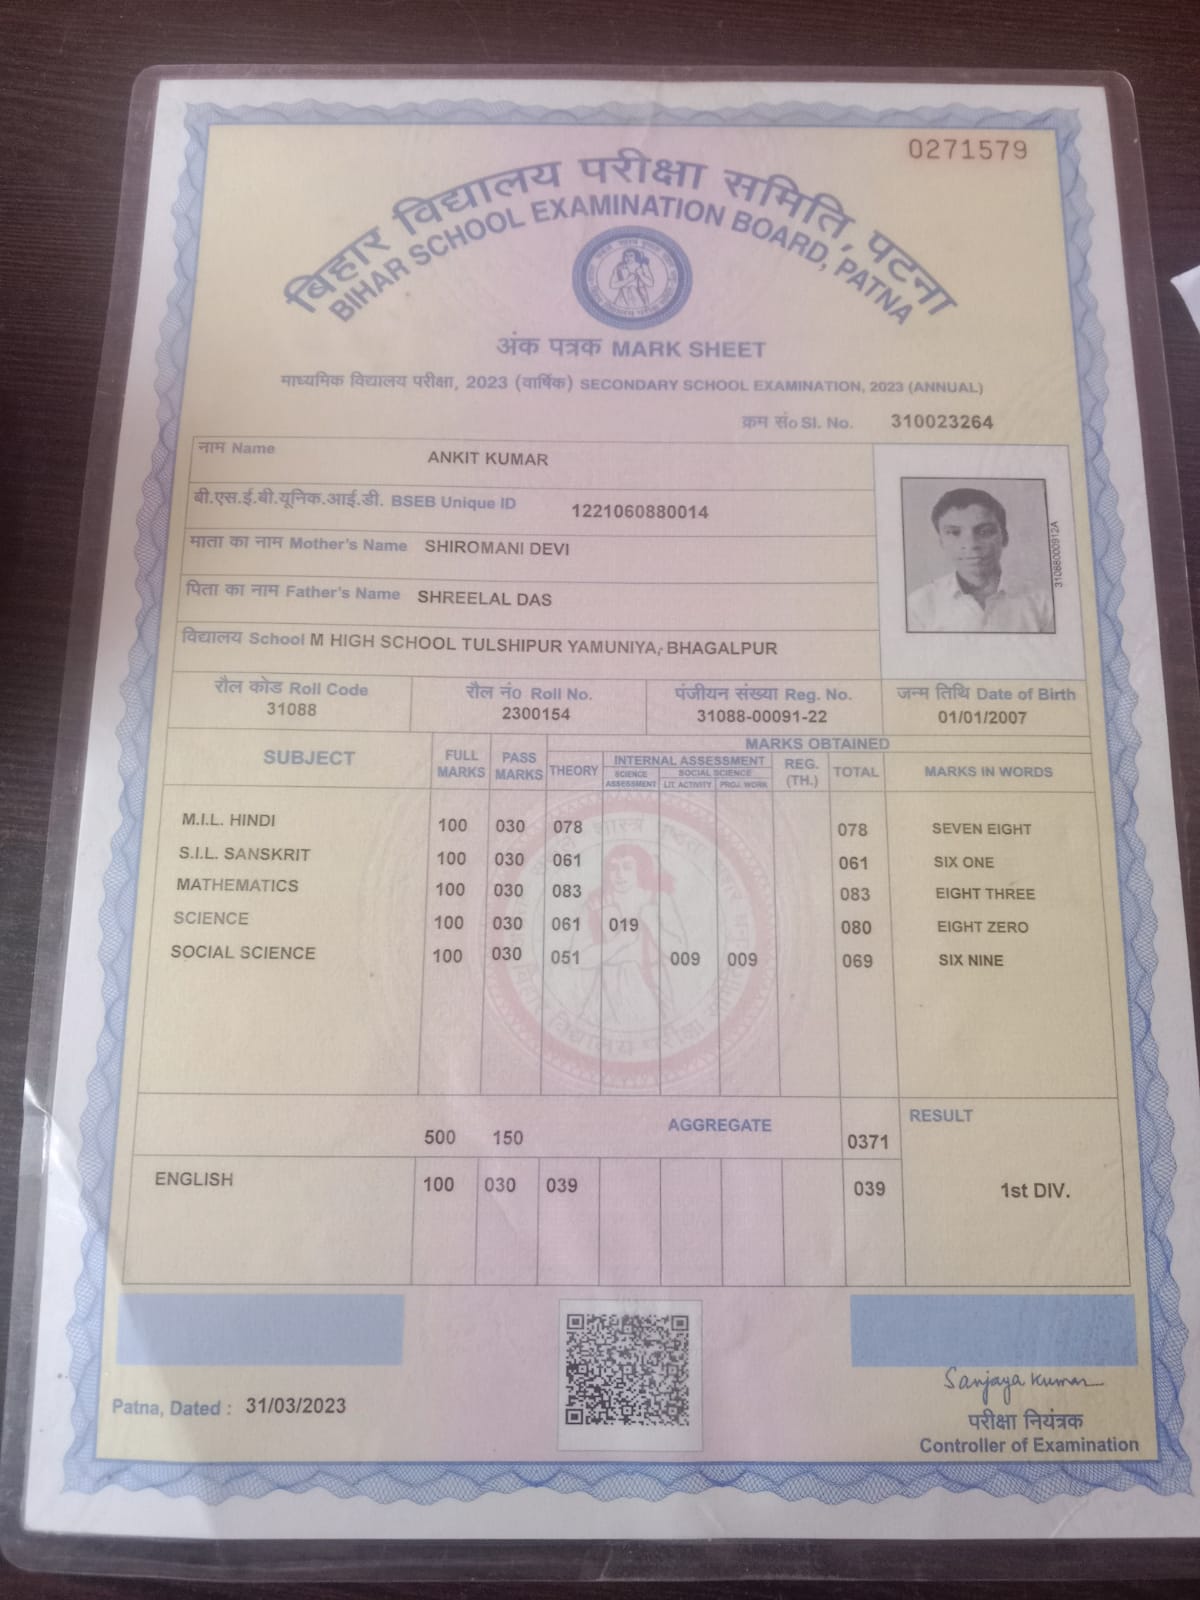 0271579
बिहार विद्यालय परीक्षा समिति, पटना
BIHAR SCHOOL EXAMINATION BOARD, PATNA
अंक पत्रक MARK SHEET
माध्यमिक विद्यालय परीक्षा, 2023 (वार्षिक) SECONDARY SCHOOL EXAMINATION, 2023 (ANNUAL)
क्रम सं० Sl. No. 310023264
नाम Name ANKIT KUMAR
बी.एस.ई.बी.यूनिक.आई.डी. BSEB Unique ID 1221060880014
माता का नाम Mother's Name SHIROMANI DEVI
पिता का नाम Father's Name SHREELAL DAS
विद्यालय School M HIGH SCHOOL TULSHIPUR YAMUNIYA, BHAGALPUR
31088000912A
रौल कोड Roll Code रौल नं० Roll No. पंजीयन संख्या Reg. No. जन्म तिथि Date of Birth
31088 2300154 31088-00091-22 01/01/2007
SUBJECT FULL MARKS PASS MARKS MARKS OBTAINED
THEORY INTERNAL ASSESSMENT REG. (TH.) TOTAL MARKS IN WORDS
SCIENCE ASSESSMENT SOCIAL SCIENCE
LIT. ACTIVITY PROJ. WORK
M.I.L. HINDI 100 030 078 078 SEVEN EIGHT
S.I.L. SANSKRIT 100 030 061 061 SIX ONE
MATHEMATICS 100 030 083 083 EIGHT THREE
SCIENCE 100 030 061 019 080 EIGHT ZERO
SOCIAL SCIENCE 100 030 051 009 009 069 SIX NINE
500 150 AGGREGATE 0371 RESULT
ENGLISH 100 030 039 039 1st DIV.
Patna, Dated : 31/03/2023
Sanjaya Kumar
परीक्षा नियंत्रक
Controller of Examination